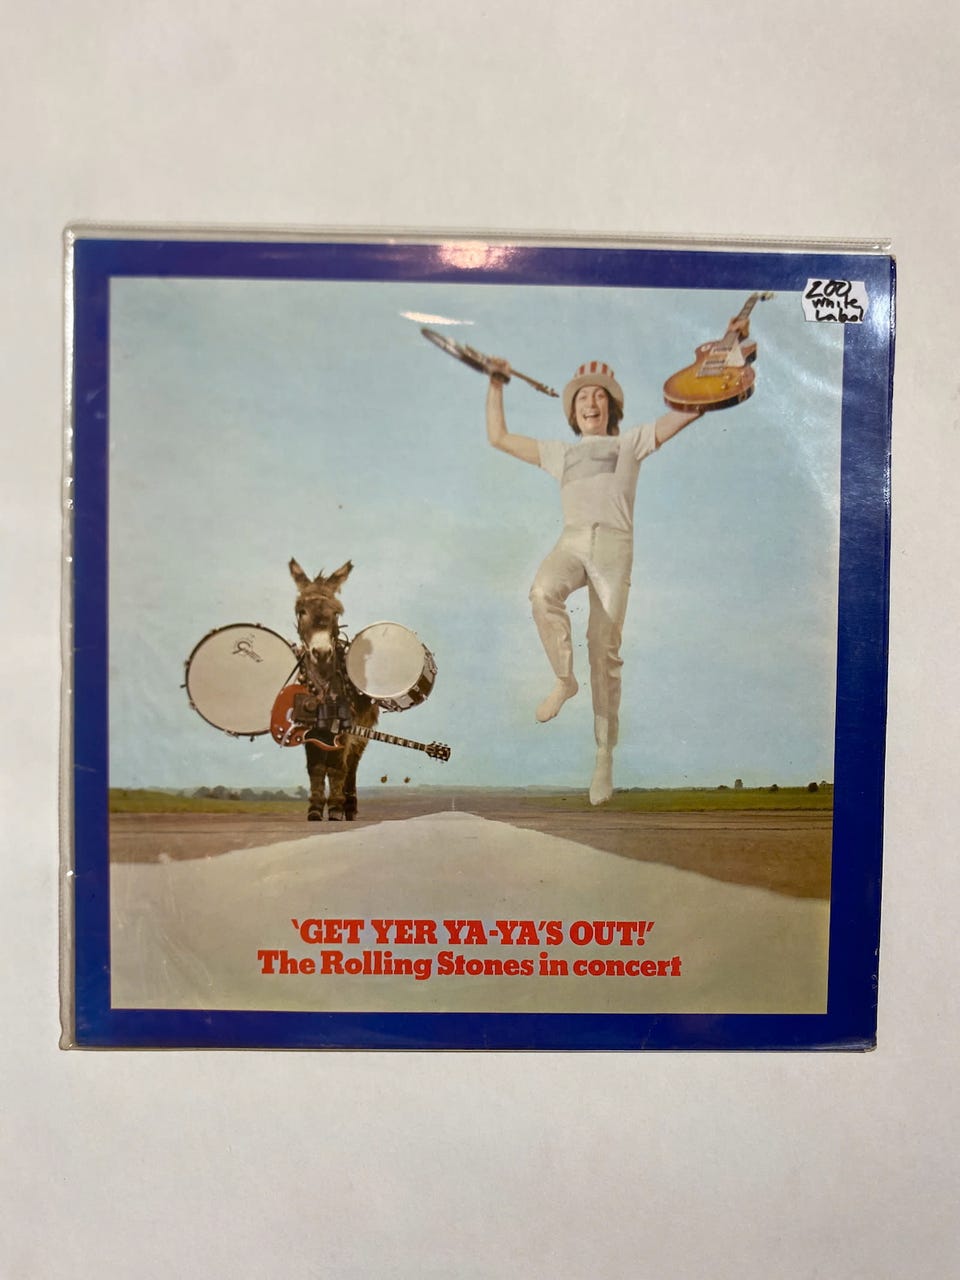 200
White
Label
'GET YER YA-YA'S OUT!'
The Rolling Stones in concert